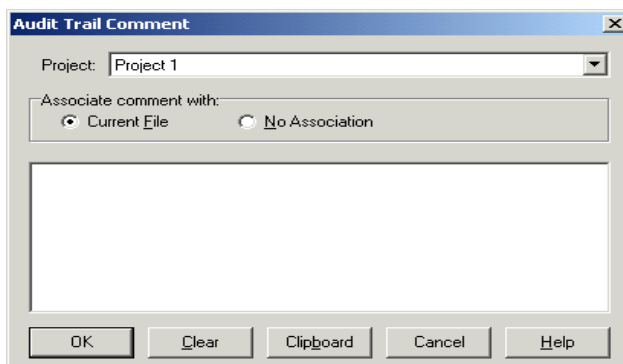 Audit Trail Comment
Project: Project 1
Associate comment with:
Current File No Association
OK Clear Clipboard Cancel Help